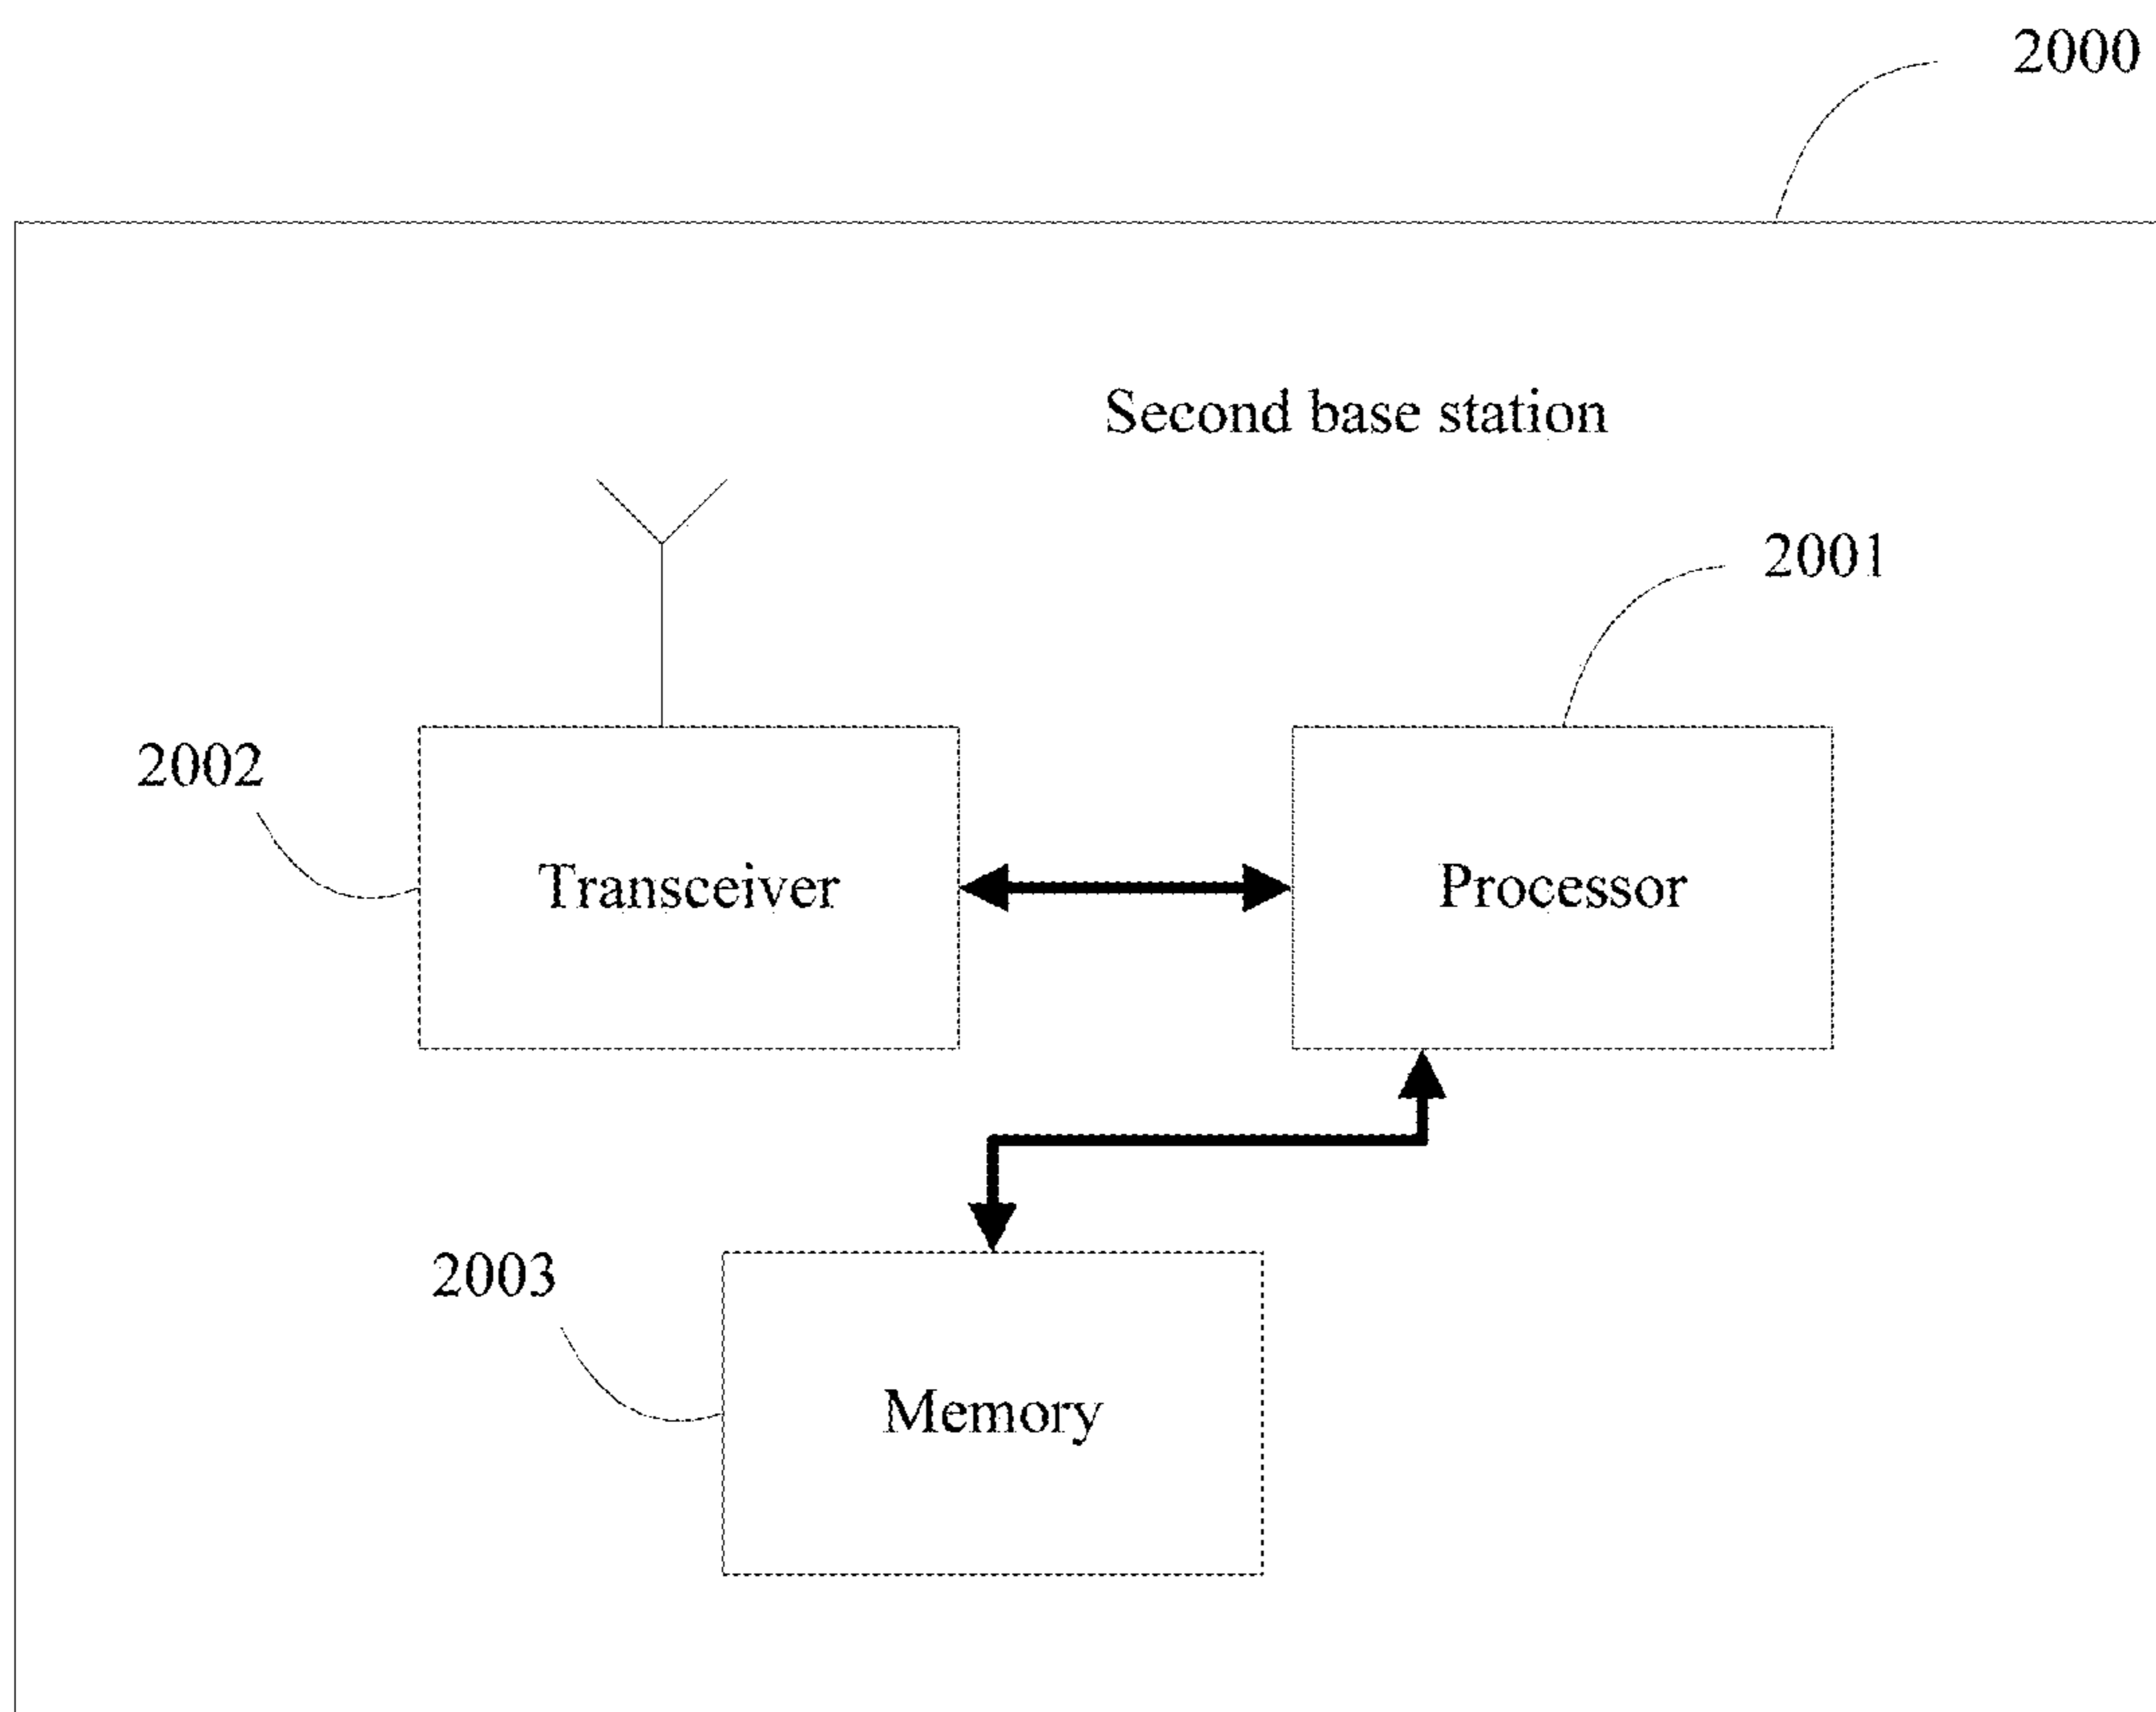 2000
Second base station
2001
2002
Transceiver
Processor
2003
Memory